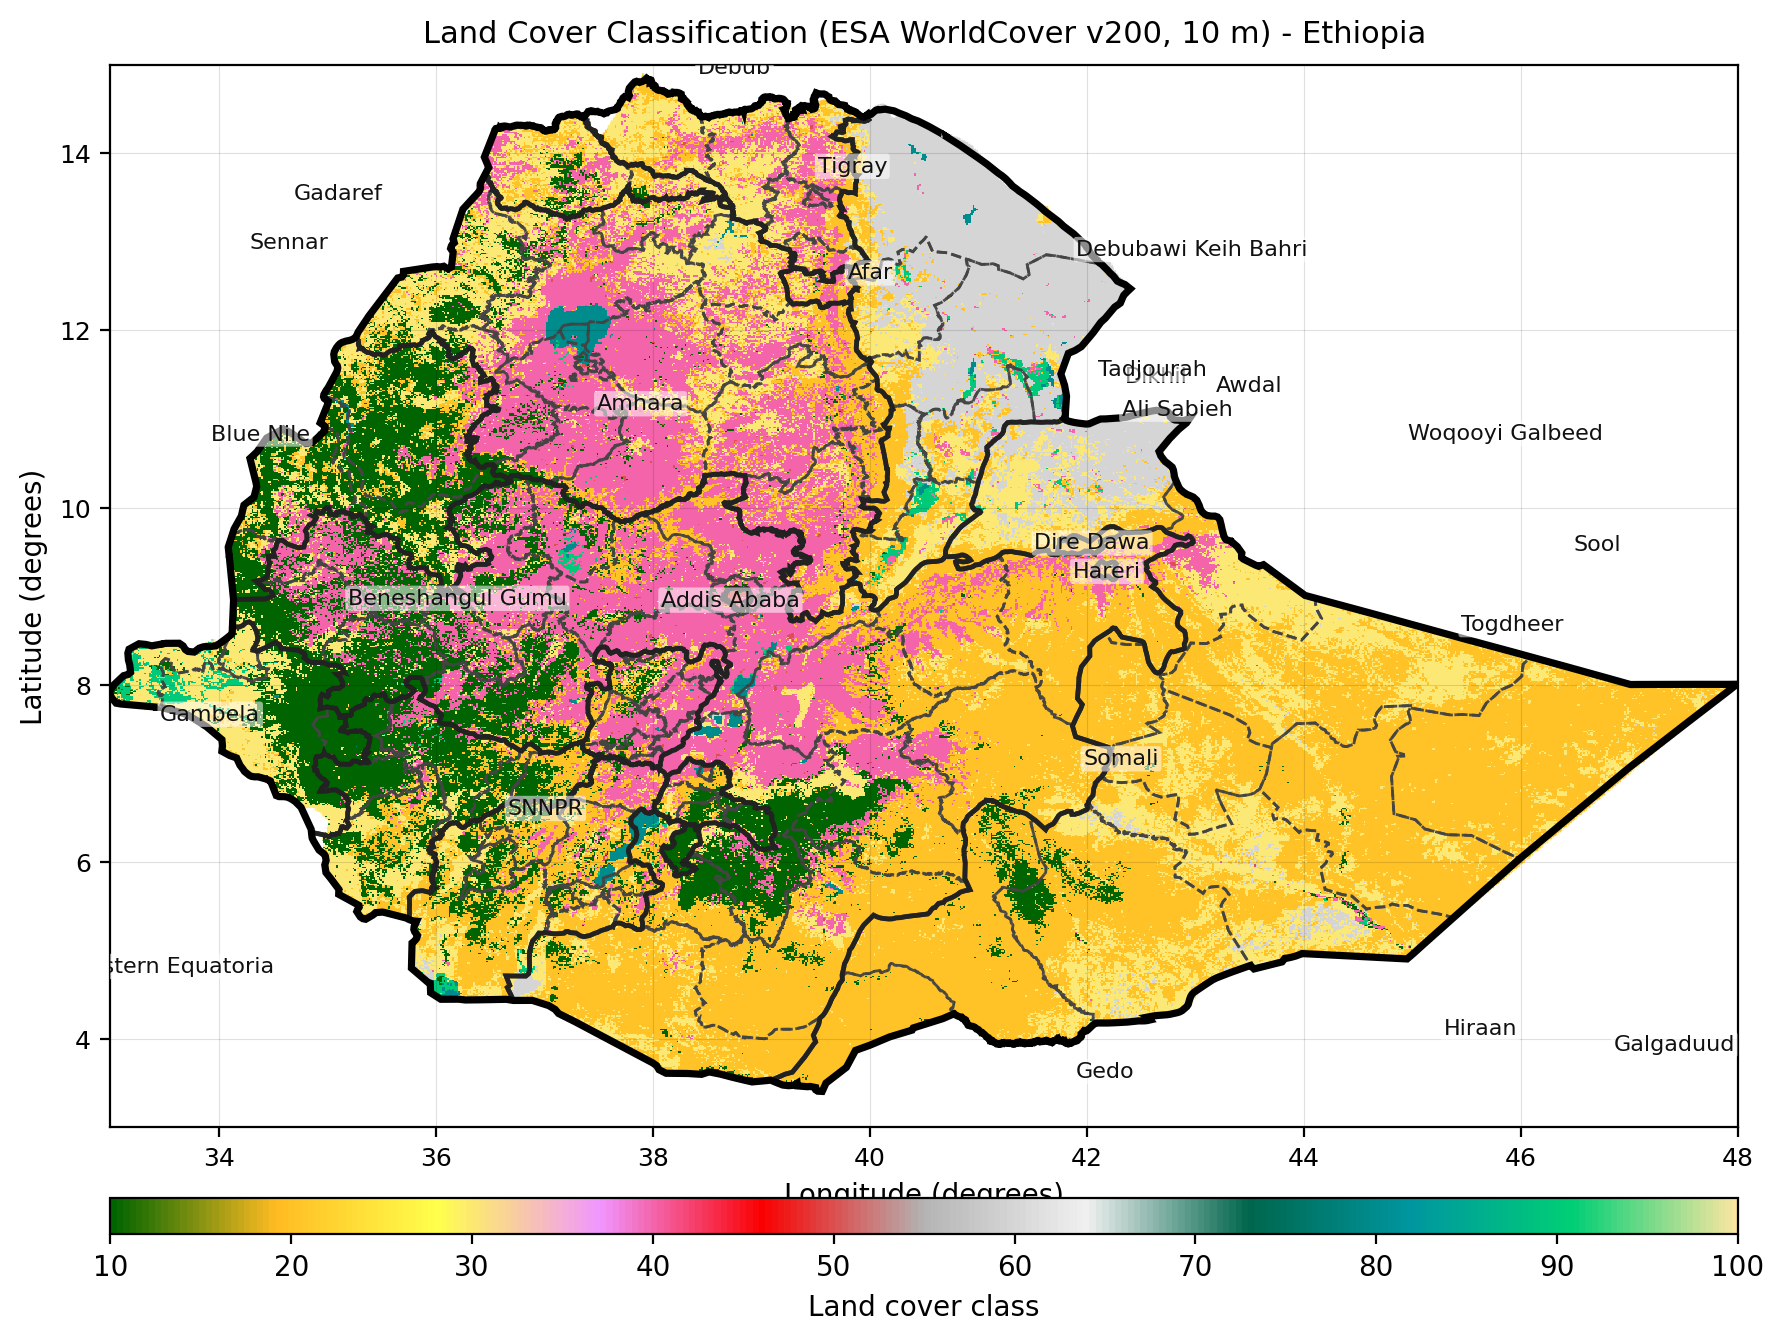 Land Cover Classification (ESA WorldCover v200, 10 m) - Ethiopia
Debub
14
Tigray
Gadaref
Sennar
Debubawi Keih Bahri
Afar
12
Tadjourah
Dikhil
Awdal
Amhara
Ali Sabieh
Blue Nile
Woqooyi Galbeed
10
Dire Dawa
Sool
Hareri
Beneshangul Gumu
Addis Ababa
Togdheer
8
Gambela
Somali
SNNPR
6
stern Equatoria
4
Hiraan
Galgaduud
Gedo
Latitude (degrees)
34 36 38 40 42 44 46 48
Longitude (degrees)
10 20 30 40 50 60 70 80 90 100
Land cover class